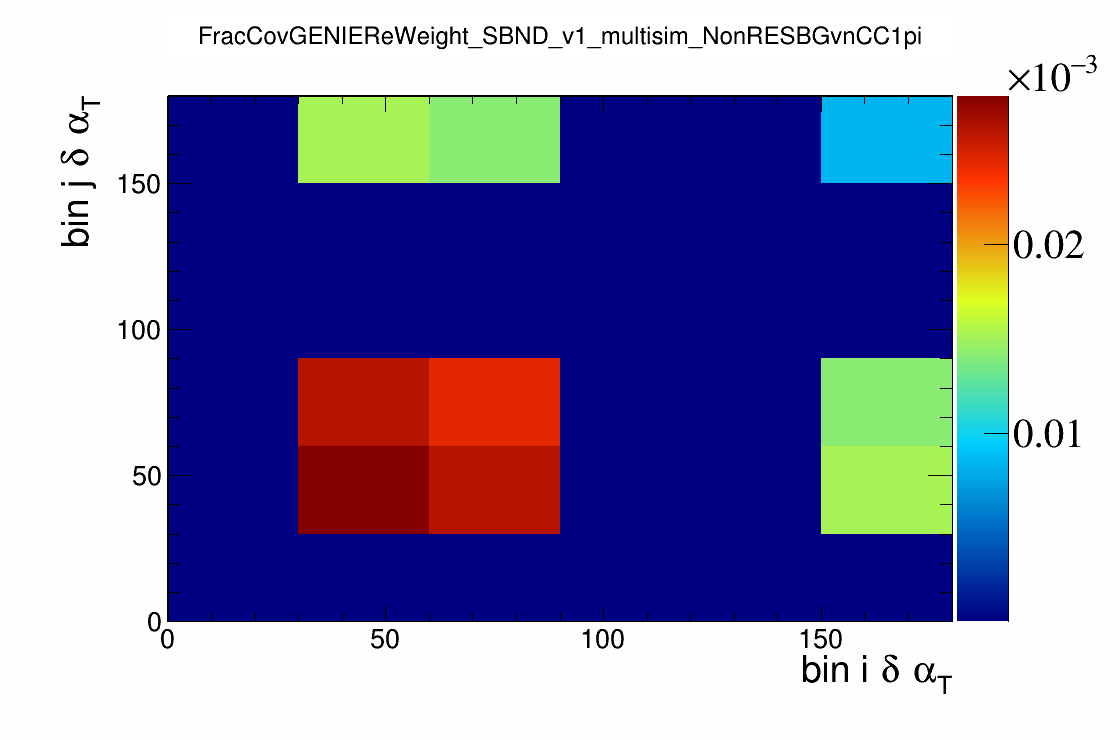 FracCovGENIEReWeight_SBND_v1_multisim_NonRESBGvnCC1pi
×10⁻³
bin j δ α_T
150
100
50
0
0 50 100 150
bin i δ α_T
0.02
0.01